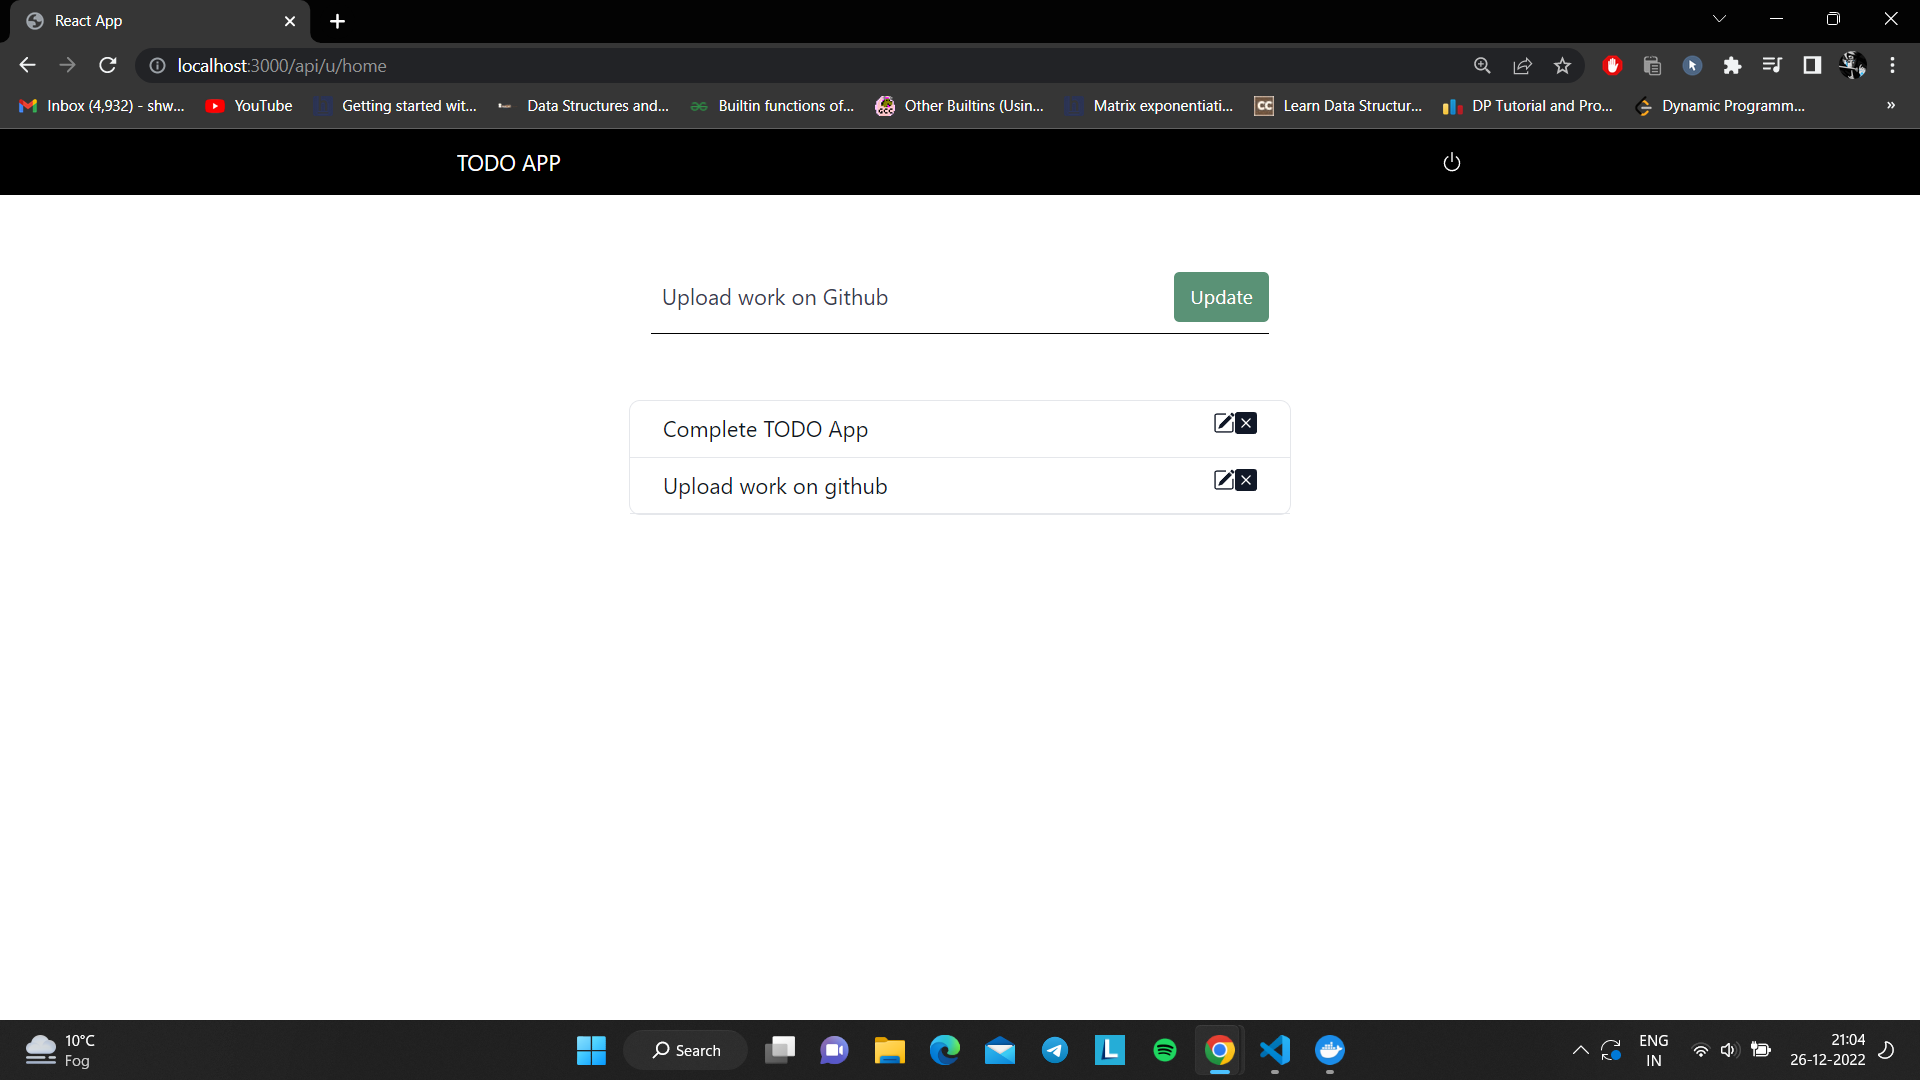 React App
localhost:3000/api/u/home
Inbox (4,932) - shw...
YouTube
Getting started wit...
Data Structures and...
Builtin functions of...
Other Builtins (Usin...
Matrix exponentiati...
CC
Learn Data Structur...
DP Tutorial and Pro...
Dynamic Programm...
»
TODO APP
Upload work on Github
Update
Complete TODO App
Upload work on github
10°C
Fog
Search
L
ENG
IN
21:04
26-12-2022